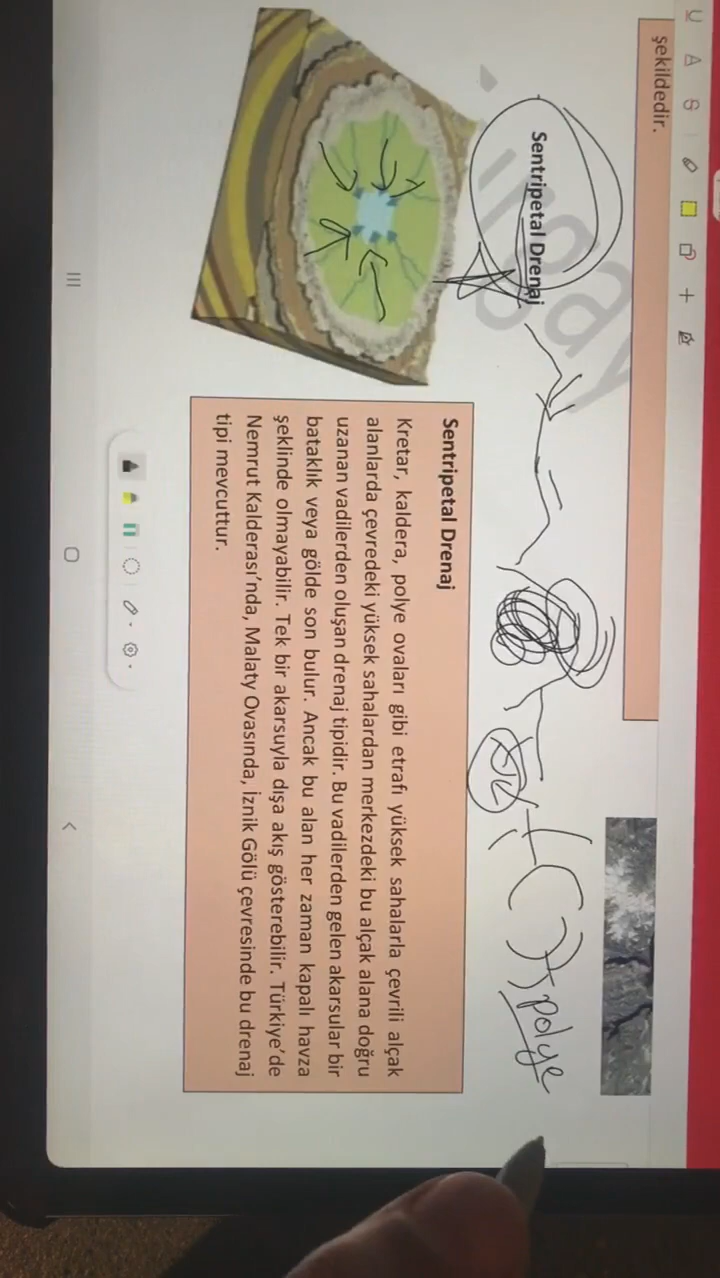 şekildedir.
Sentripetal Drenaj
polye
Sentripetal Drenaj
Kretar, kaldera, polye ovaları gibi etrafı yüksek sahalarla çevrili alçak
alanlarda çevredeki yüksek sahalardan merkezdeki bu alçak alana doğru
uzanan vadilerden oluşan drenaj tipidir. Bu vadilerden gelen akarsular bir
bataklık veya gölde son bulur. Ancak bu alan her zaman kapalı havza
şeklinde olmayabilir. Tek bir akarsuyla dışa akış gösterebilir. Türkiye'de
Nemrut Kalderası'nda, Malaty Ovasında, İznik Gölü çevresinde bu drenaj
tipi mevcuttur.